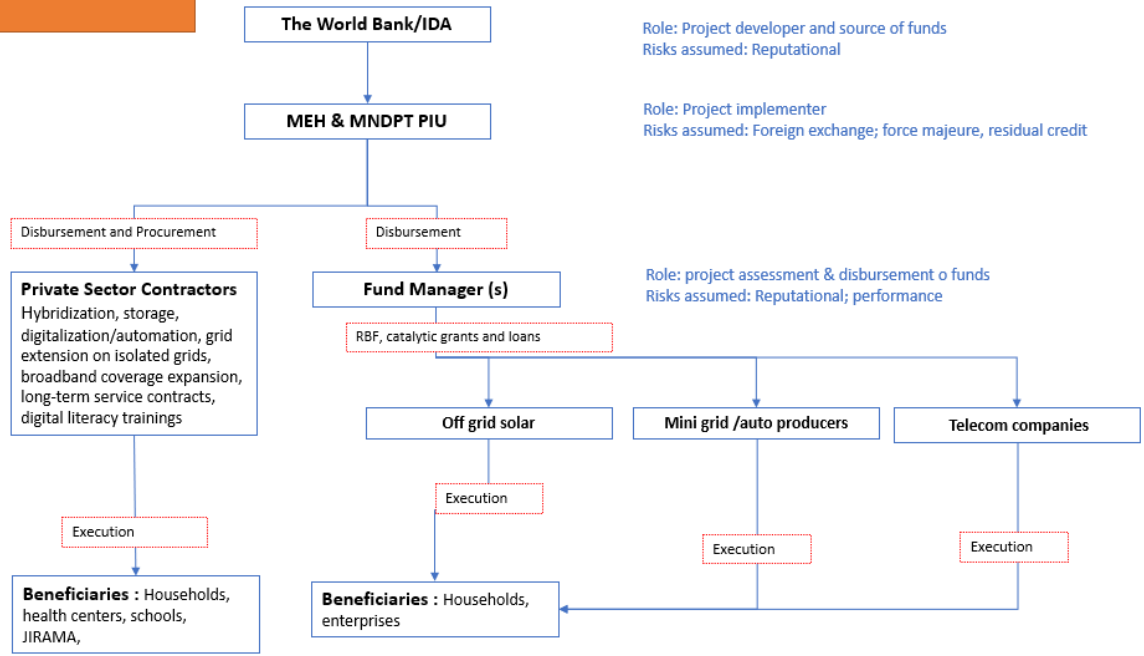 The World Bank/IDA
Role: Project developer and source of funds
Risks assumed: Reputational
MEH & MNDPT PIU
Role: Project implementer
Risks assumed: Foreign exchange; force majeure, residual credit
Disbursement and Procurement
Disbursement
Private Sector Contractors
Hybridization, storage,
digitalization/automation, grid
extension on isolated grids,
broadband coverage expansion,
long-term service contracts,
digital literacy trainings
Fund Manager (s)
Role: project assessment & disbursement o funds
Risks assumed: Reputational; performance
RBF, catalytic grants and loans
Off grid solar
Mini grid /auto producers
Telecom companies
Execution
Execution
Execution
Execution
Beneficiaries : Households,
health centers, schools,
JIRAMA,
Beneficiaries : Households,
enterprises